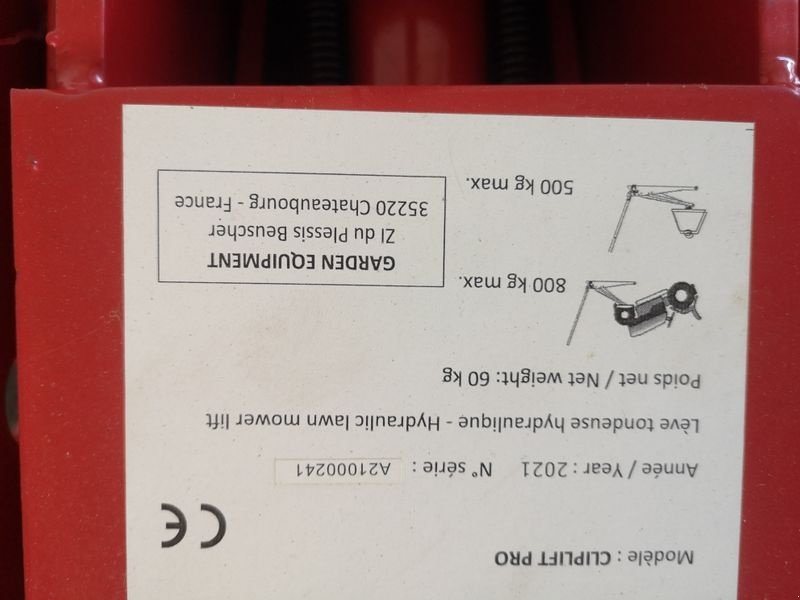 Modèle : CLIPLIFT PRO
CE
Année / Year : 2021 N° série : A21000241
Lève tondeuse hydraulique - Hydraulic lawn mower lift
Poids net / Net weight: 60 kg
800 kg max.
500 kg max.
GARDEN EQUIPMENT
ZI du Plessis Beuscher
35220 Chateaubourg - France